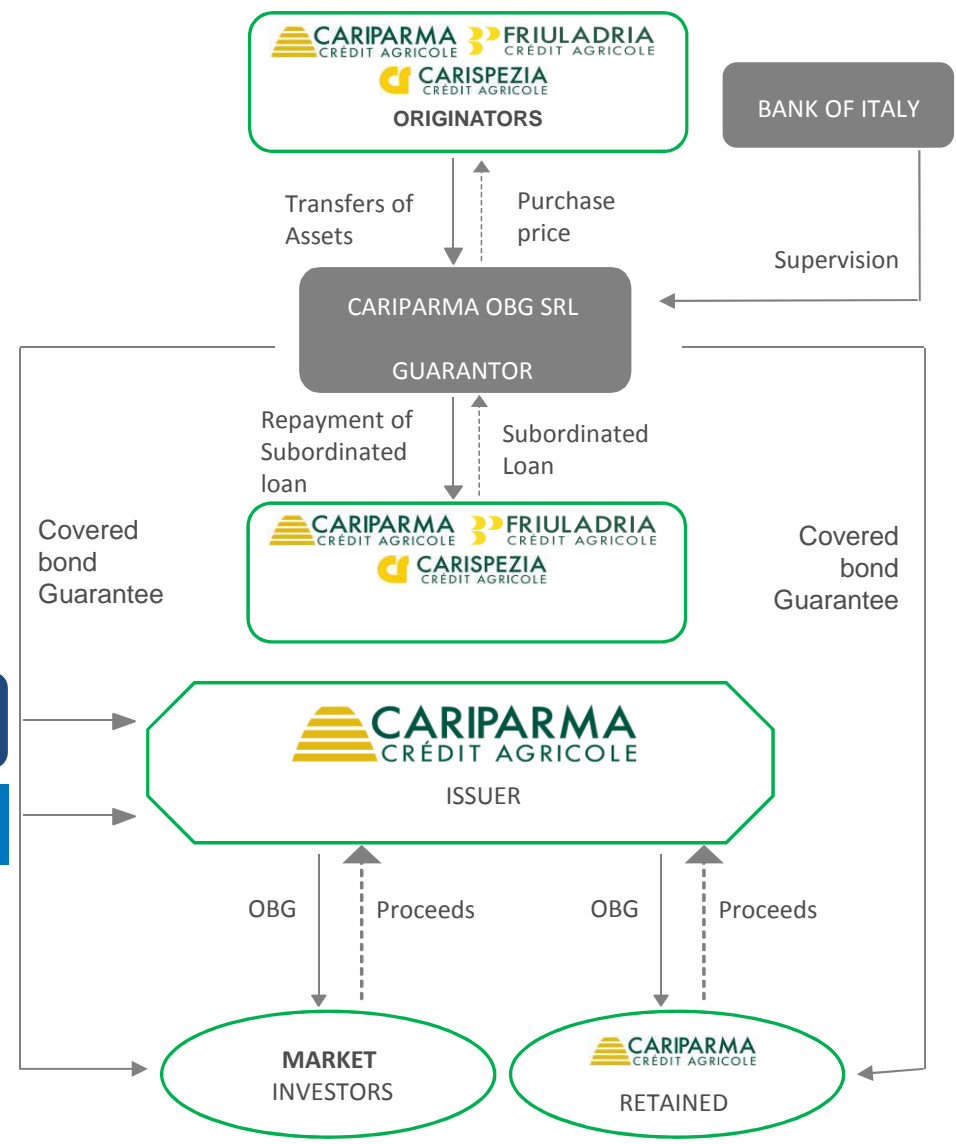 CARIPARMA
CRÉDIT AGRICOLE
FRIULADRIA
CRÉDIT AGRICOLE
CARISPEZIA
CRÉDIT AGRICOLE
ORIGINATORS
BANK OF ITALY
Transfers of
Assets
Purchase
price
Supervision
CARIPARMA OBG SRL
GUARANTOR
Repayment of
Subordinated
loan
Subordinated
Loan
Covered
bond
Guarantee
CARIPARMA
CRÉDIT AGRICOLE
FRIULADRIA
CRÉDIT AGRICOLE
CARISPEZIA
CRÉDIT AGRICOLE
Covered
bond
Guarantee
CARIPARMA
CRÉDIT AGRICOLE
ISSUER
OBG
Proceeds
OBG
Proceeds
MARKET
INVESTORS
CARIPARMA
CRÉDIT AGRICOLE
RETAINED